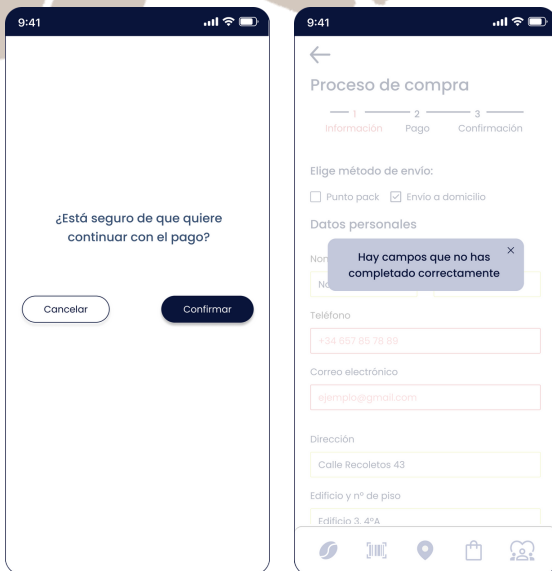 9:41
¿Está seguro de que quiere
continuar con el pago?
Cancelar
Confirmar
9:41
Proceso de compra
1
2
3
Información
Pago
Confirmación
Elige método de envío:
Punto pack
Envío a domicilio
Datos personales
Hay campos que no has
completado correctamente
Teléfono
+34 657 85 78 89
Correo electrónico
ejemplo@gmail.com
Dirección
Calle Recoletos 43
Edificio y nº de piso
Edificio 3, 4ºA